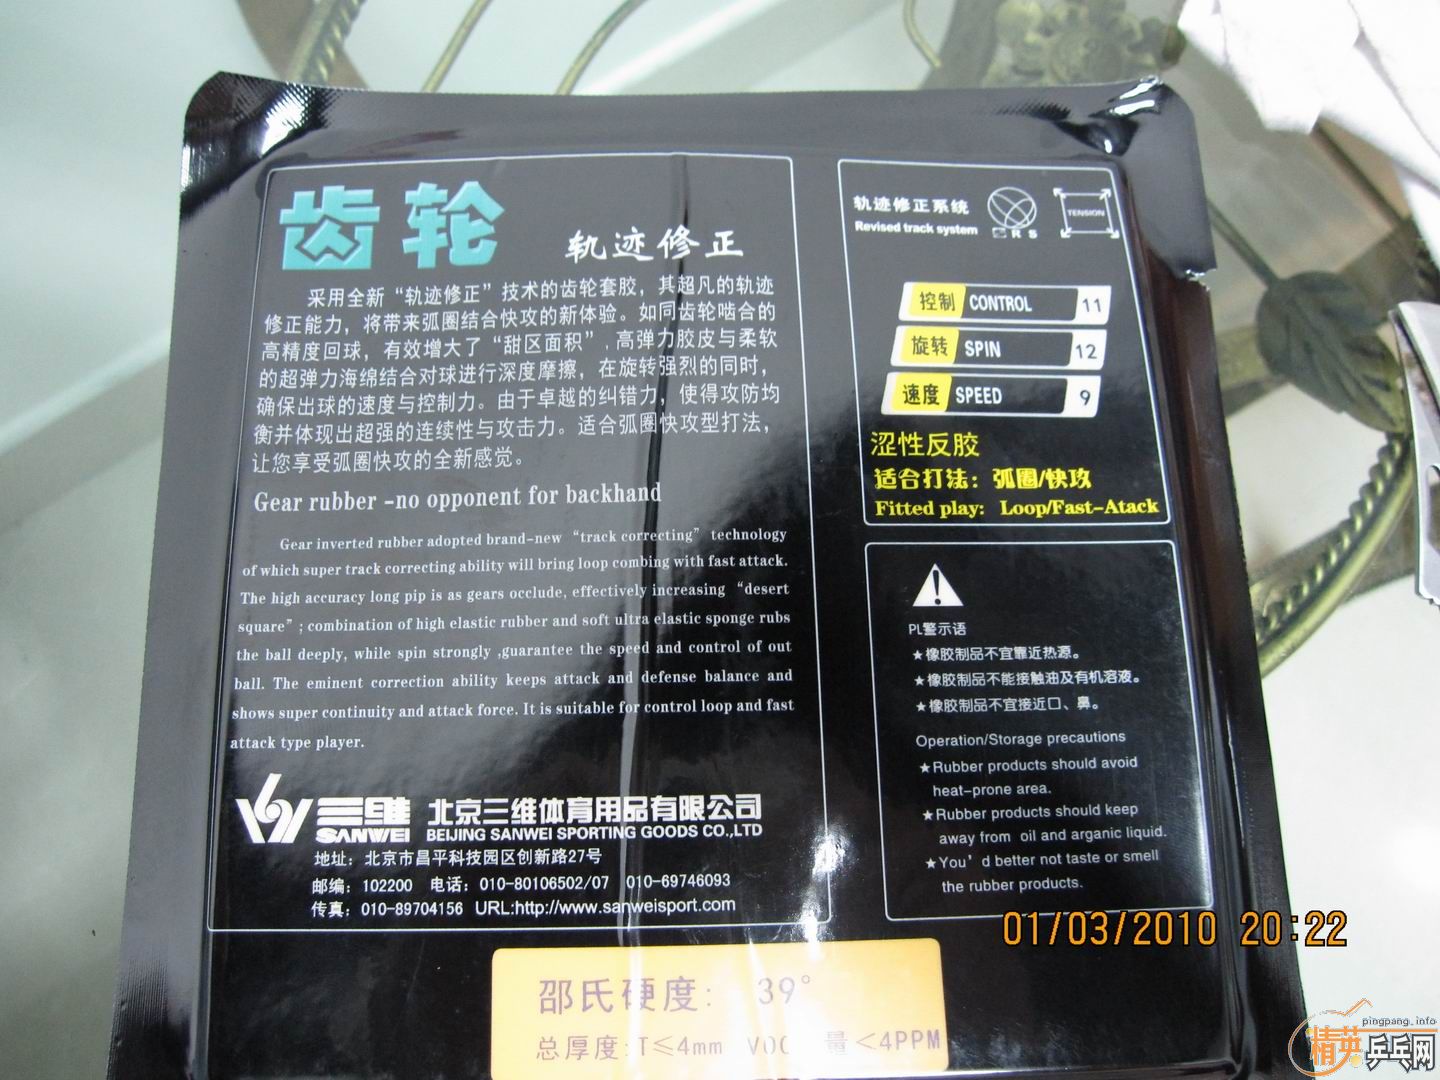 齿轮
轨迹修正
采用全新“轨迹修正”技术的齿轮套胶，其超凡的轨迹
修正能力，将带来弧圈结合快攻的新体验。如同齿轮啮合的
高精度回球，有效增大了“甜区面积”，高弹力胶皮与柔软
的超弹力海绵结合对球进行深度摩擦，在旋转强烈的同时，
确保出球的速度与控制力。由于卓越的纠错力，使得攻防均
衡并体现出超强的连续性与攻击力。适合弧圈快攻型打法，
让您享受弧圈快攻的全新感觉。
Gear rubber -no opponent for backhand
Gear inverted rubber adopted brand-new “track correcting” technology
of which super track correcting ability will bring loop combing with fast attack.
The high accuracy long pip is as gears occlude, effectively increasing “desert
square”; combination of high elastic rubber and soft ultra elastic sponge rubs
the ball deeply, while spin strongly ,guarantee the speed and control of out
ball. The eminent correction ability keeps attack and defense balance and
shows super continuity and attack force. It is suitable for control loop and fast
attack type player.
三维
SANWEI
北京三维体育用品有限公司
BEIJING SANWEI SPORTING GOODS CO.,LTD
地址：北京市昌平科技园区创新路27号
邮编：102200 电话：010-80106502/07 010-69746093
传真：010-89704156 URL:http://www.sanweisport.com
轨迹修正系统
Revised track system
CRS
TENSION
控制 CONTROL 11
旋转 SPIN 12
速度 SPEED 9
涩性反胶
适合打法：弧圈/快攻
Fitted play: Loop/Fast-Atack
PL警示语
★橡胶制品不宜靠近热源。
★橡胶制品不能接触油及有机溶液。
★橡胶制品不宜接近口、鼻。
Operation/Storage precautions
★Rubber products should avoid
heat-prone area.
★Rubber products should keep
away from oil and arganic liquid.
★You'd better not taste or smell
the rubber products.
01/03/2010 20:22
邵氏硬度: 39°
总厚度:T≤4mm VOC 量<4PPM
pingpang.info
精英乒乓网